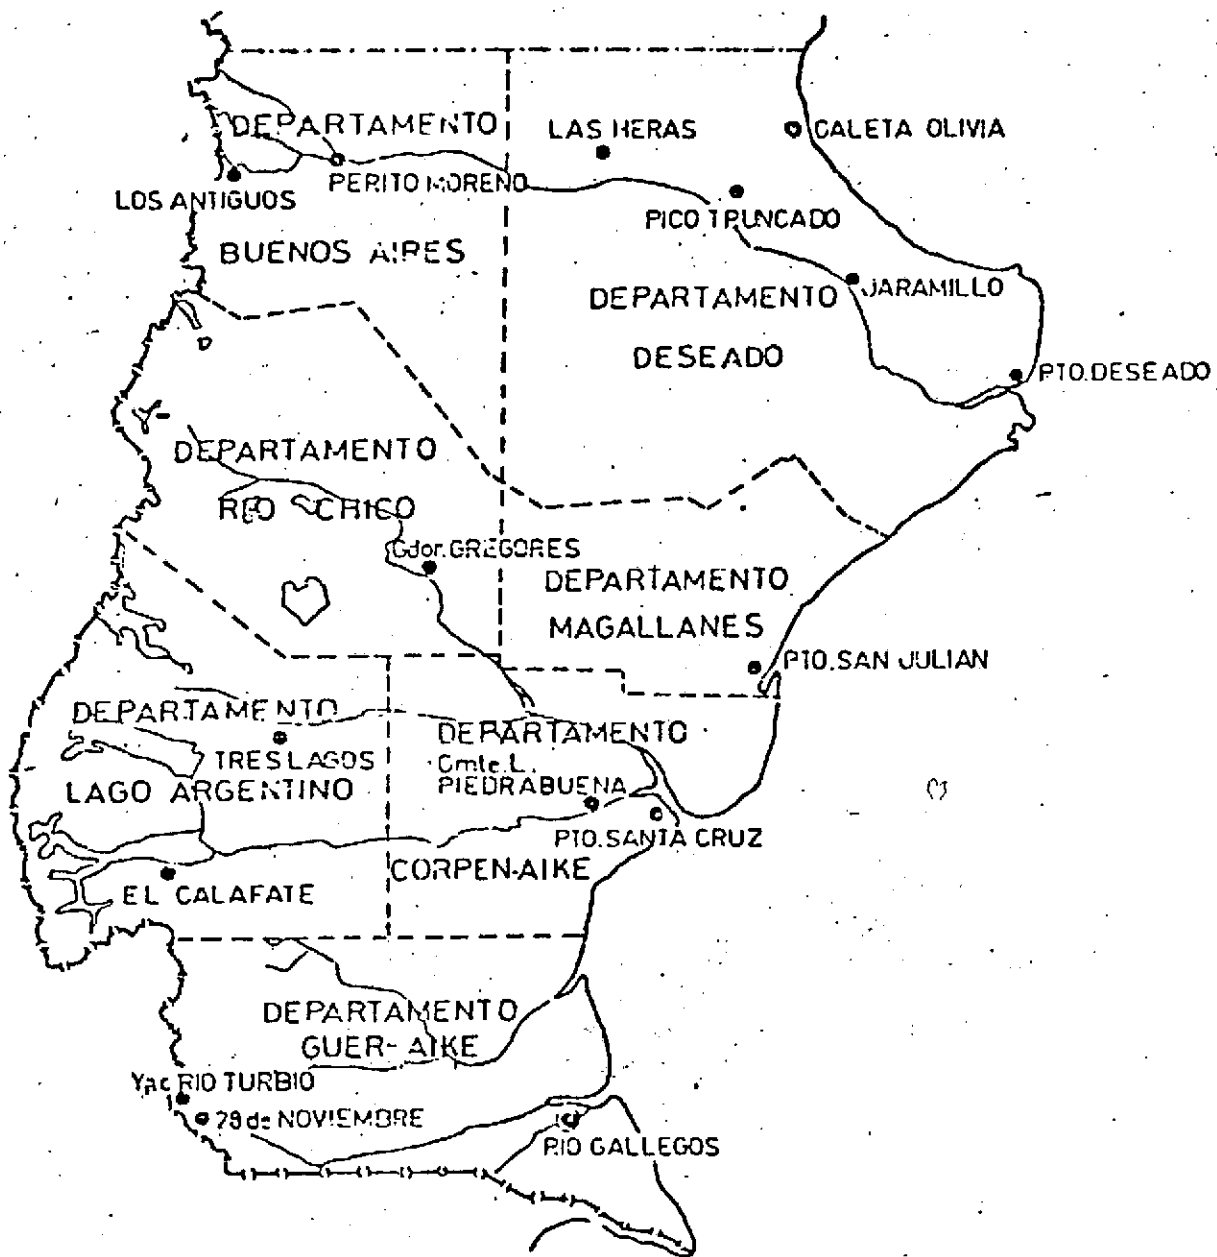 DEPARTAMENTO
LAS HERAS
CALETA OLIVIA
PERITO MORENO
LOS ANTIGUOS
PICO TRUNCADO
BUENOS AIRES
DEPARTAMENTO
JARAMILLO
DESEADO
PTO. DESEADO
DEPARTAMENTO
RIO CHICO
Gdor. GREGORES
DEPARTAMENTO
MAGALLANES
PTO. SAN JULIAN
DEPARTAMENTO
TRES LAGOS
LAGO ARGENTINO
DEPARTAMENTO
Cmte. L.
PIEDRABUENA
PTO. SANTA CRUZ
CORPEN-AIKE
EL CALAFATE
DEPARTAMENTO
GUER-AIKE
Yac RIO TURBIO
28 de NOVIEMBRE
RIO GALLEGOS